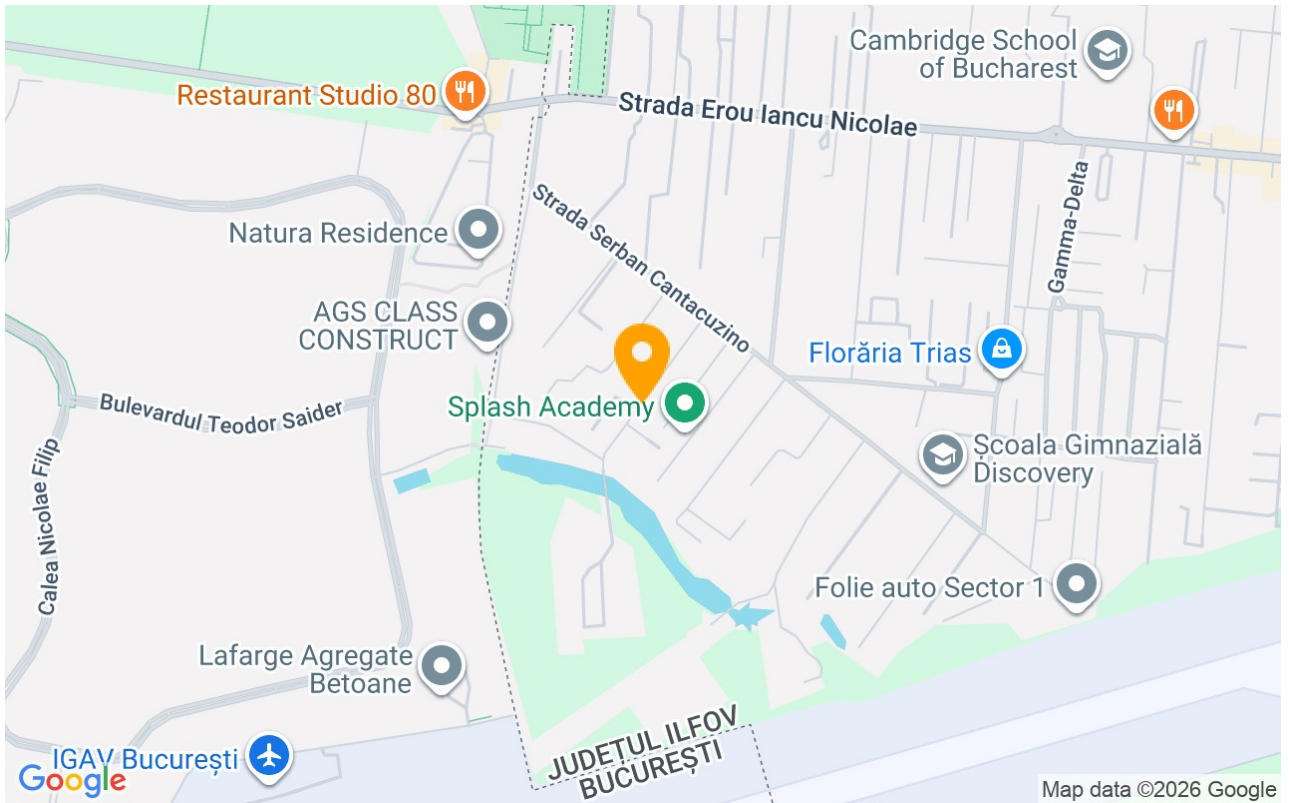 Cambridge School
of Bucharest
Restaurant Studio 80
Strada Erou Iancu Nicolae
Gamma-Delta
Strada Serban Cantacuzino
Natura Residence
AGS CLASS
CONSTRUCT
Florăria Trias
Bulevardul Teodor Saider
Splash Academy
Școala Gimnazială
Discovery
Calea Nicolae Filip
Folie auto Sector 1
Lafarge Agregate
Betoane
JUDEȚUL ILFOV
BUCUREȘTI
IGAV București
Google
Map data ©2026 Google